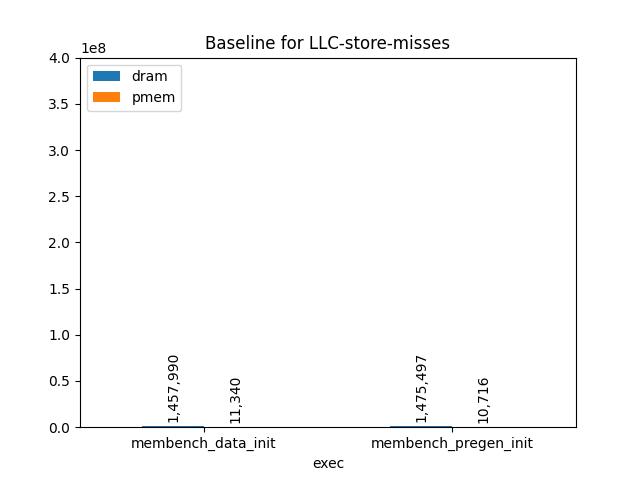 Baseline for LLC-store-misses
1e8
4.0
3.5
3.0
2.5
2.0
1.5
1.0
0.5
0.0
dram
pmem
1,457,990
11,340
1,475,497
10,716
membench_data_init
membench_pregen_init
exec